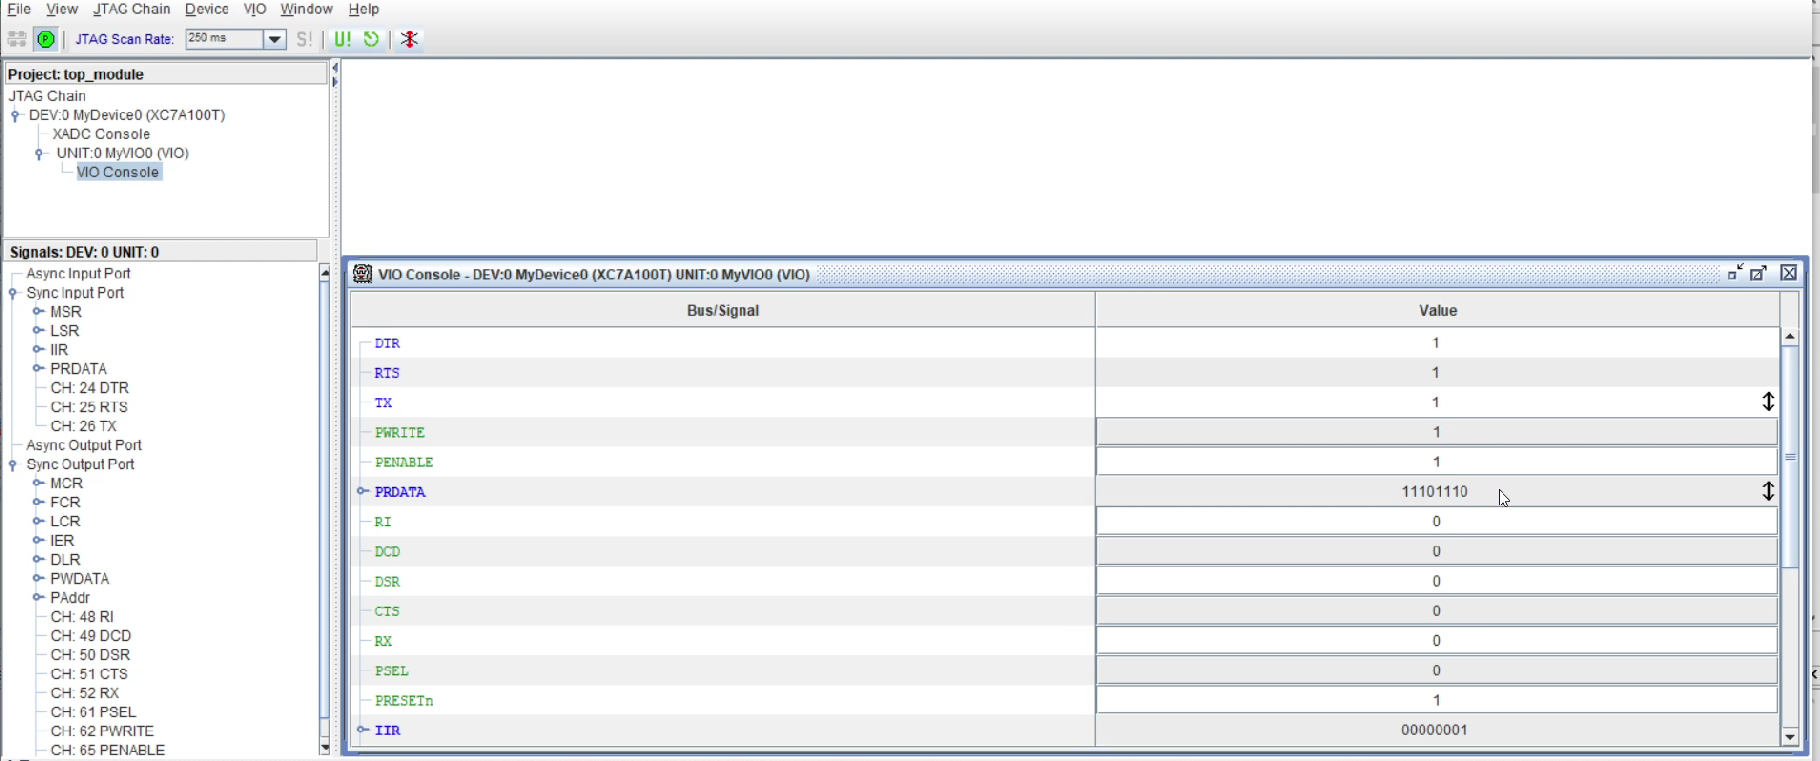 File View JTAG Chain Device VIO Window Help
JTAG Scan Rate: 250 ms S! U!
Project: top_module
JTAG Chain
DEV:0 MyDevice0 (XC7A100T)
XADC Console
UNIT:0 MyVIO0 (VIO)
VIO Console
Signals: DEV: 0 UNIT: 0
Async Input Port
Sync Input Port
MSR
LSR
IIR
PRDATA
CH: 24 DTR
CH: 25 RTS
CH: 26 TX
Async Output Port
Sync Output Port
MCR
FCR
LCR
IER
DLR
PWDATA
PAddr
CH: 48 RI
CH: 49 DCD
CH: 50 DSR
CH: 51 CTS
CH: 52 RX
CH: 61 PSEL
CH: 62 PWRITE
CH: 65 PENABLE
VIO Console - DEV:0 MyDevice0 (XC7A100T) UNIT:0 MyVIO0 (VIO)
Bus/Signal Value
DTR 1
RTS 1
TX 1
PWRITE 1
PENABLE 1
PRDATA 11101110
RI 0
DCD 0
DSR 0
CTS 0
RX 0
PSEL 0
PRESETn 1
IIR 00000001